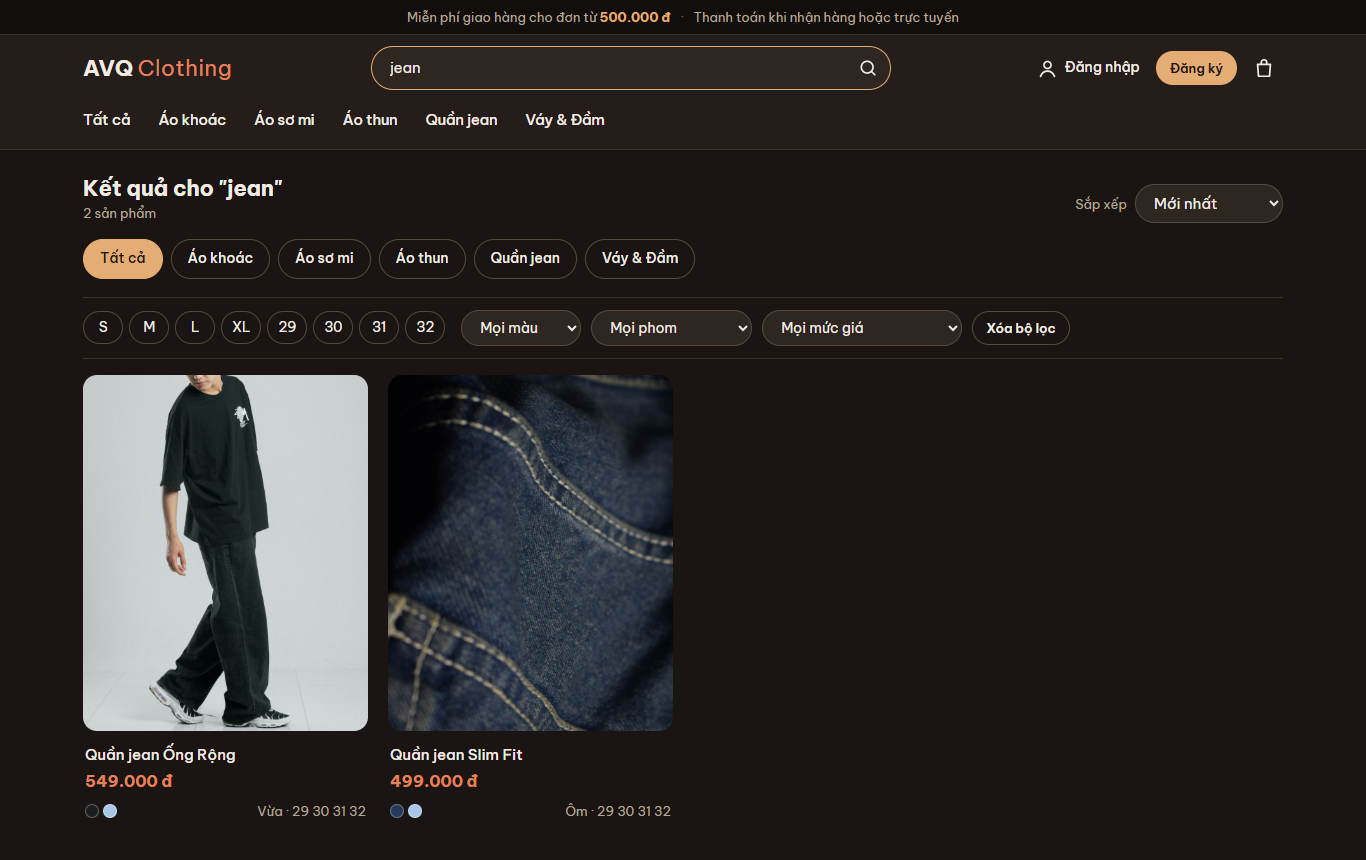 Miễn phí giao hàng cho đơn từ 500.000 đ · Thanh toán khi nhận hàng hoặc trực tuyến
AVQ Clothing
jean
Đăng nhập
Đăng ký
Tất cả Áo khoác Áo sơ mi Áo thun Quần jean Váy & Đầm
Kết quả cho "jean"
2 sản phẩm
Sắp xếp
Mới nhất
Tất cả Áo khoác Áo sơ mi Áo thun Quần jean Váy & Đầm
S M L XL 29 30 31 32 Mọi màu Mọi phom Mọi mức giá Xóa bộ lọc
Quần jean Ống Rộng
549.000 đ
Vừa · 29 30 31 32
Quần jean Slim Fit
499.000 đ
Ôm · 29 30 31 32